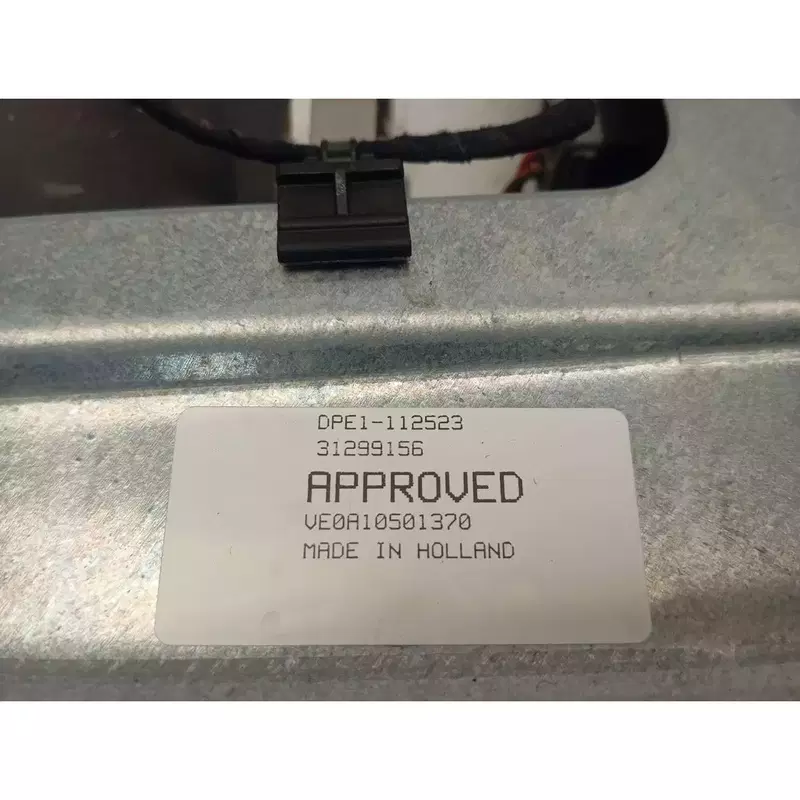 DPE1-112523
31299156
APPROVED
VE0A10501370
MADE IN HOLLAND